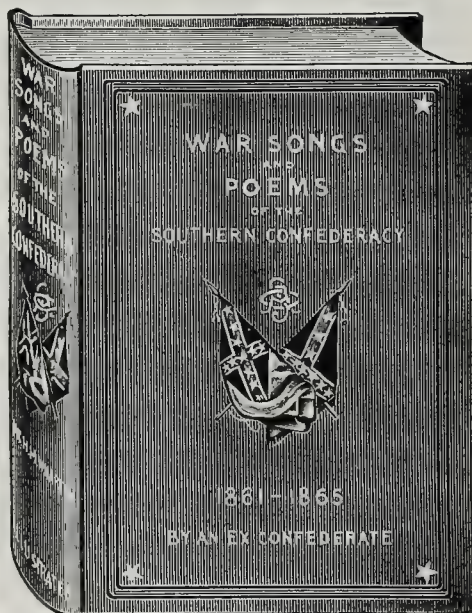 WAR SONGS
AND
POEMS
OF THE
SOUTHERN CONFEDERACY
1861–1865
BY AN EX CONFEDERATE
WAR
SONGS
AND
POEMS
OF THE
SOUTHERN